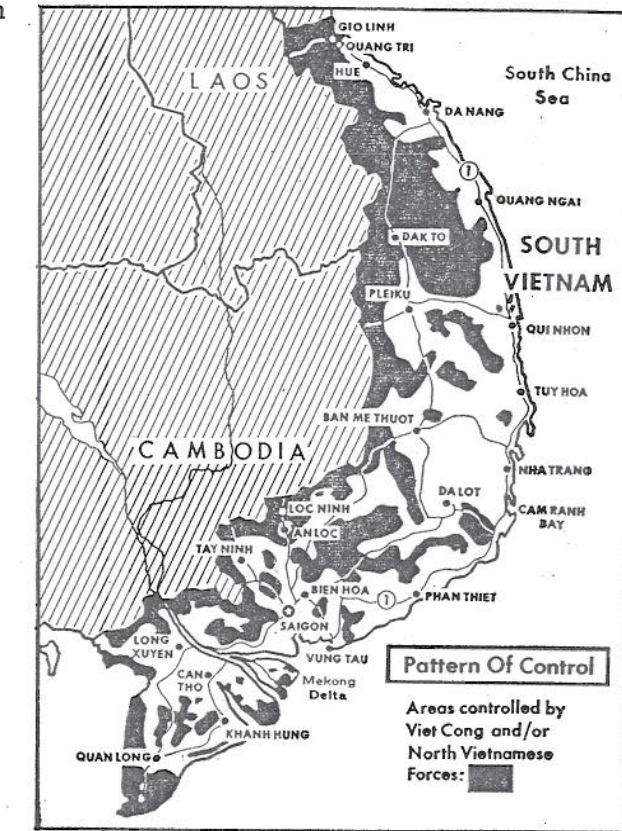 GIO LINH
QUANG TRI
HUE
LAOS
South China
Sea
DA NANG
1
QUANG NGAI
DAK TO
SOUTH
VIETNAM
PLEIKU
QUI NHON
TUY HOA
BAN ME THUOT
CAMBODIA
NHA TRANG
DA LOT
LOC NINH
CAM RANH
BAY
AN LOC
TAY NINH
BIEN HOA
1
PHAN THIET
SAIGON
LONG
XUYEN
VUNG TAU
CAN
THO
Mekong
Delta
KHANH HUNG
QUAN LONG
Pattern Of Control
Areas controlled by
Viet Cong and/or
North Vietnamese
Forces: